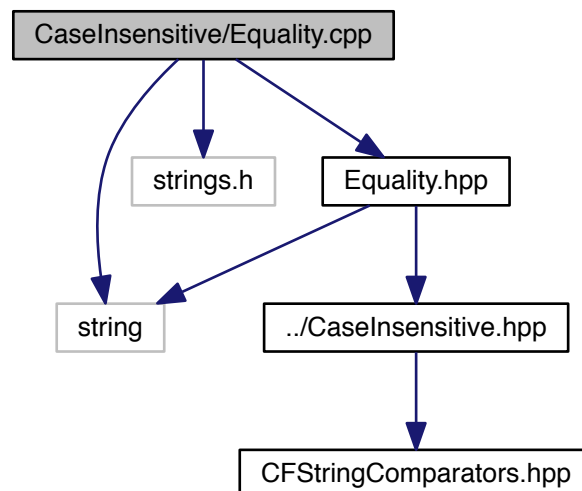 CaseInsensitive/Equality.cpp
strings.h
Equality.hpp
string
../CaseInsensitive.hpp
CFStringComparators.hpp